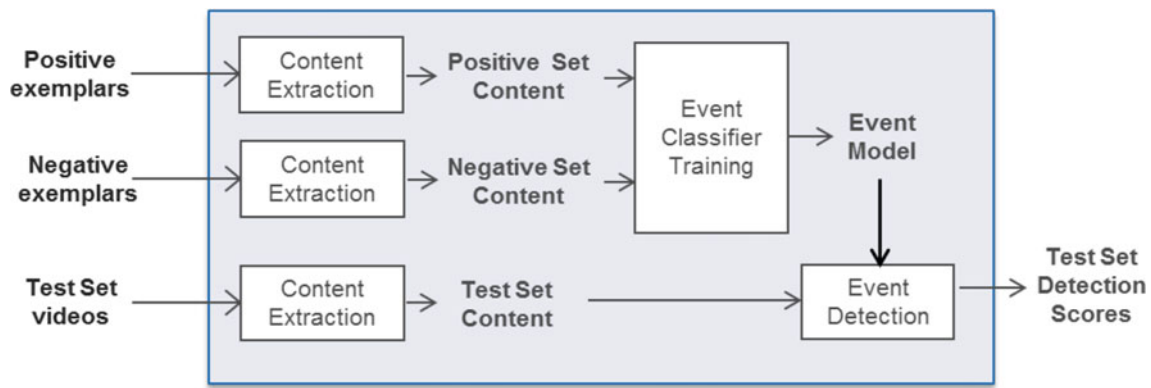 Positive
exemplars
Content
Extraction
Positive Set
Content
Negative
exemplars
Content
Extraction
Negative Set
Content
Event
Classifier
Training
Event
Model
Test Set
videos
Content
Extraction
Test Set
Content
Event
Detection
Test Set
Detection
Scores